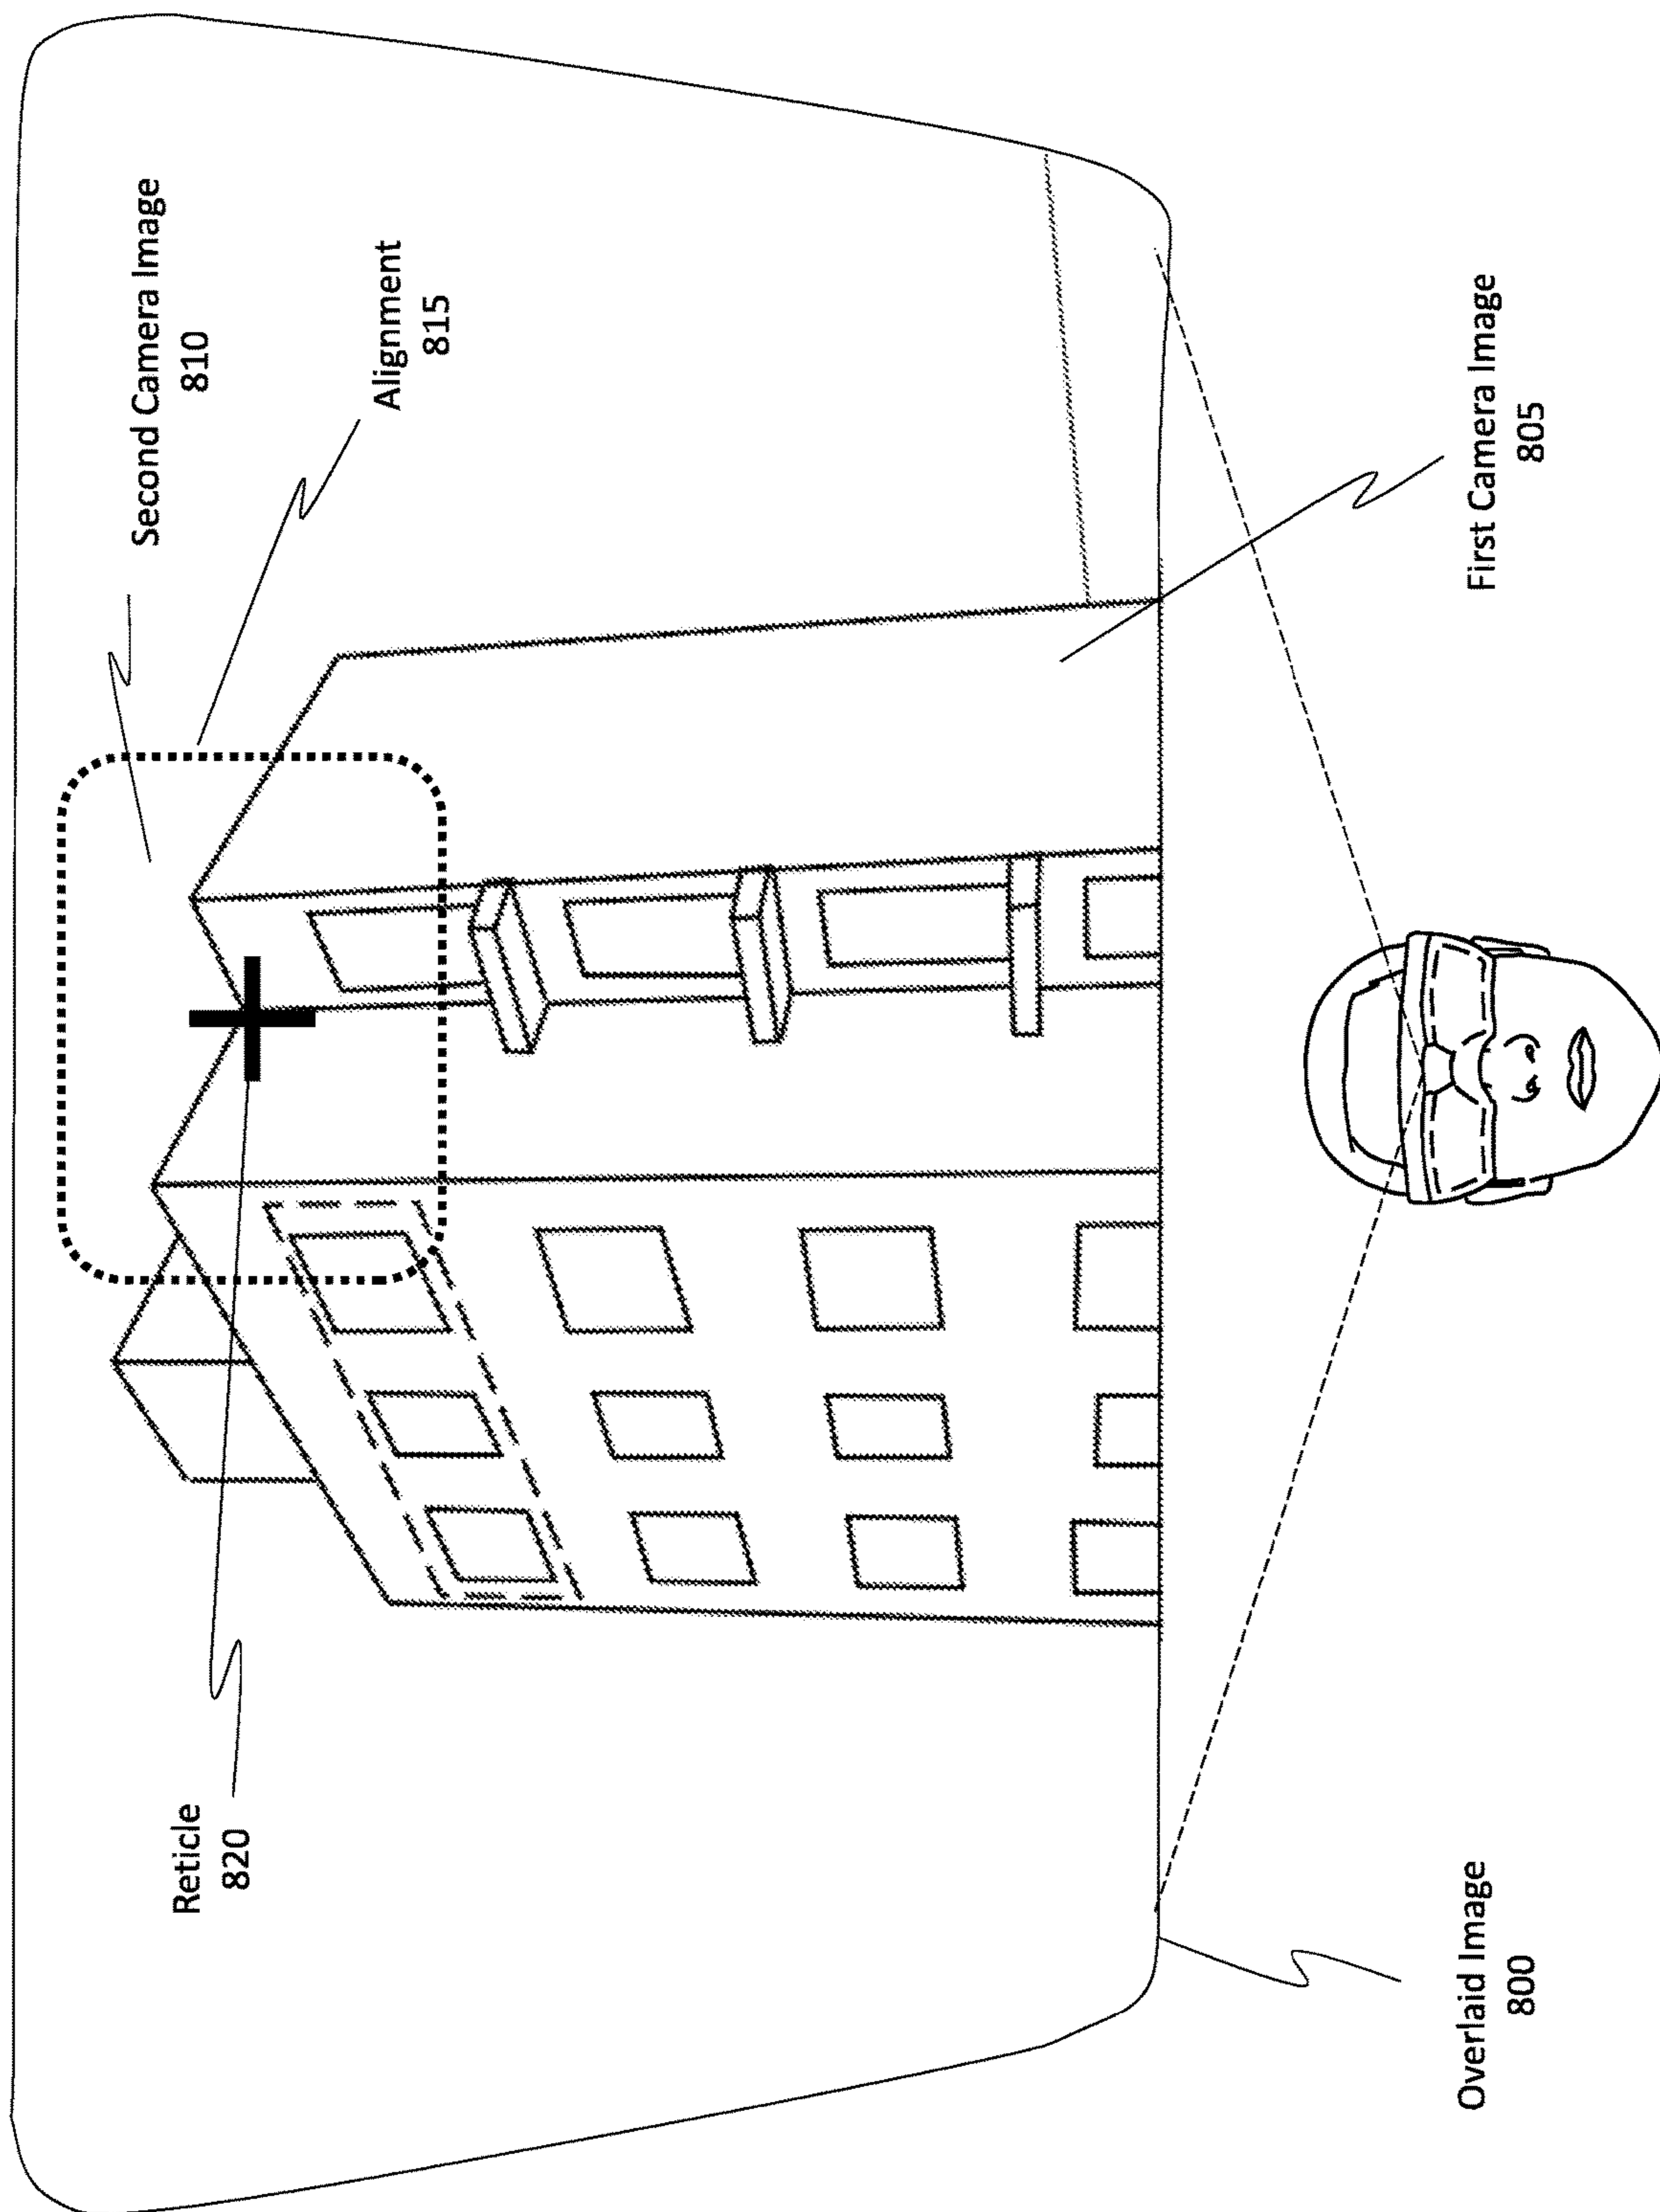 Second Camera Image
810
Alignment
815
Reticle
820
First Camera Image
805
Overlaid Image
800